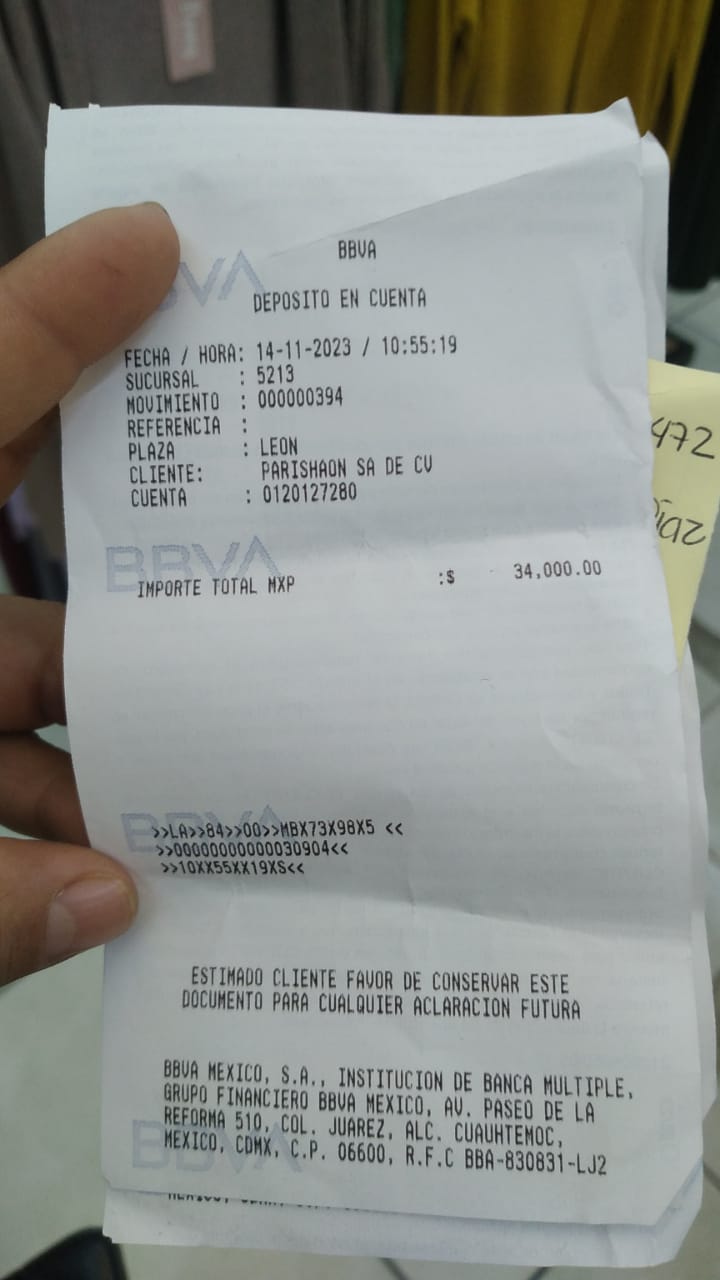 BBVA
DEPOSITO EN CUENTA
FECHA / HORA: 14-11-2023 / 10:55:19
SUCURSAL : 5213
MOVIMIENTO : 000000394
REFERENCIA :
PLAZA : LEON
CLIENTE: PARISHAON SA DE CV
CUENTA : 0120127280
472
BBVA
IMPORTE TOTAL MXP :$ 34,000.00
BBVA
>>LA>>84>>00>>MBX73X98X5 <<
>>00000000000030904<<
>>10XX55XX19XS<<
ESTIMADO CLIENTE FAVOR DE CONSERVAR ESTE
DOCUMENTO PARA CUALQUIER ACLARACION FUTURA
BBVA MEXICO, S.A., INSTITUCION DE BANCA MULTIPLE,
GRUPO FINANCIERO BBVA MEXICO, AV. PASEO DE LA
REFORMA 510, COL. JUAREZ, ALC. CUAUHTEMOC,
MEXICO, CDMX, C.P. 06600, R.F.C BBA-830831-LJ2
BBVA